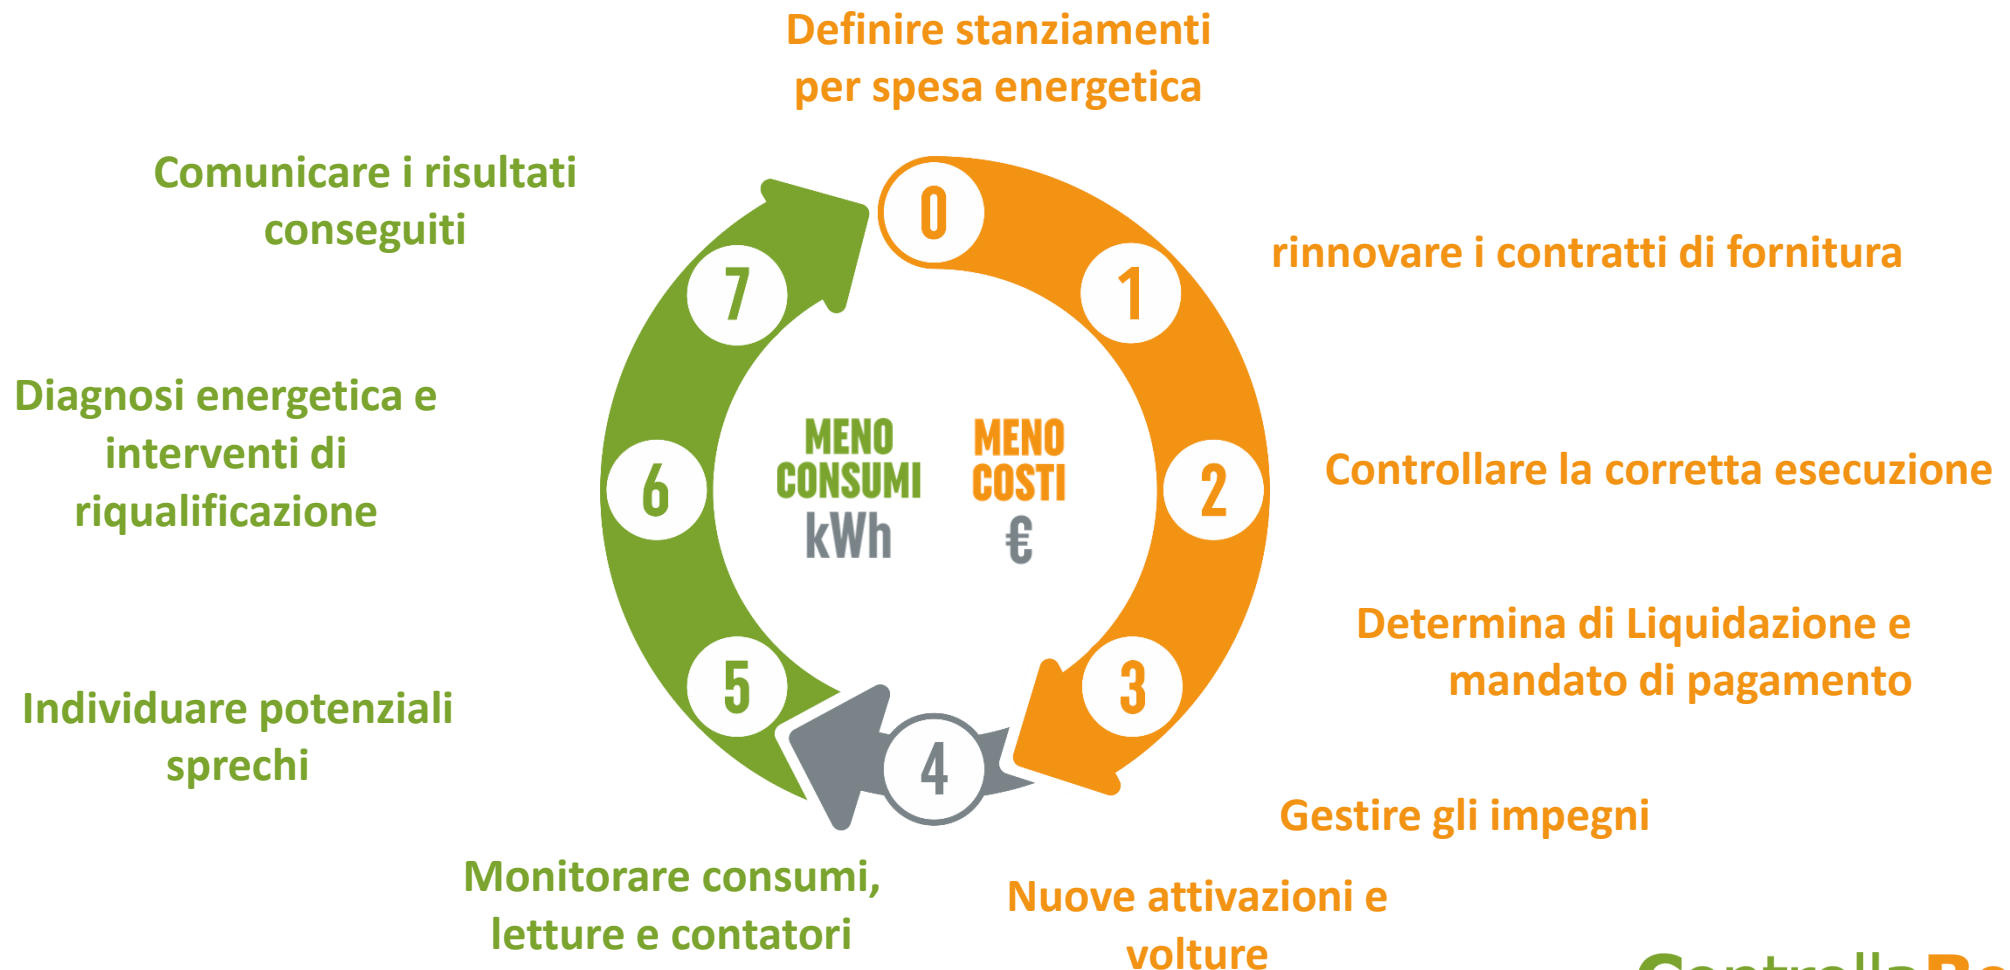 Definire stanziamenti
per spesa energetica
Comunicare i risultati
conseguiti
0
rinnovare i contratti di fornitura
7
1
Diagnosi energetica e
interventi di
riqualificazione
MENO
CONSUMI
kWh
MENO
COSTI
€
6
2
Controllare la corretta esecuzione
Determina di Liquidazione e
mandato di pagamento
5
3
Individuare potenziali
sprechi
4
Gestire gli impegni
Monitorare consumi,
letture e contatori
Nuove attivazioni e
volture